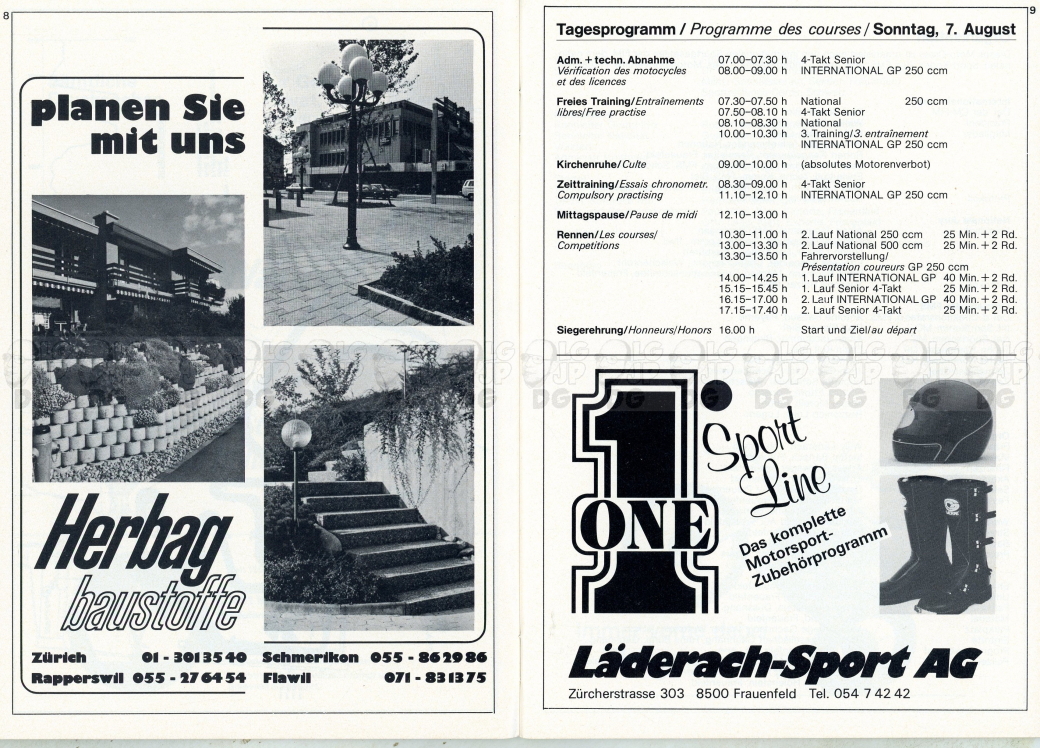 8
planen Sie
mit uns
Herbag
baustoffe
Zürich 01 - 301 35 40
Rapperswil 055 - 27 64 54
Schmerikon 055 - 86 29 86
Flawil 071 - 83 13 75
9
Tagesprogramm / Programme des courses / Sonntag, 7. August
Adm. + techn. Abnahme 07.00–07.30 h 4-Takt Senior
Vérification des motocycles 08.00–09.00 h INTERNATIONAL GP 250 ccm
et des licences
Freies Training/Entraînements 07.30–07.50 h National 250 ccm
libres/Free practise 07.50–08.10 h 4-Takt Senior
08.10–08.30 h National
10.00–10.30 h 3. Training/3. entraînement
INTERNATIONAL GP 250 ccm
Kirchenruhe/Culte 09.00–10.00 h (absolutes Motorenverbot)
Zeittraining/Essais chronometr. 08.30–09.00 h 4-Takt Senior
Compulsory practising 11.10–12.10 h INTERNATIONAL GP 250 ccm
Mittagspause/Pause de midi 12.10–13.00 h
Rennen/Les courses/ 10.30–11.00 h 2. Lauf National 250 ccm 25 Min. + 2 Rd.
Competitions 13.00–13.30 h 2. Lauf National 500 ccm 25 Min. + 2 Rd.
13.30–13.50 h Fahrervorstellung/
Présentation coureurs GP 250 ccm
14.00–14.25 h 1. Lauf INTERNATIONAL GP 40 Min. + 2 Rd.
15.15–15.45 h 1. Lauf Senior 4-Takt 25 Min. + 2 Rd.
16.15–17.00 h 2. Lauf INTERNATIONAL GP 40 Min. + 2 Rd.
17.15–17.40 h 2. Lauf Senior 4-Takt 25 Min. + 2 Rd.
Siegerehrung/Honneurs/Honors 16.00 h Start und Ziel/au départ
1
ONE
Sport
Line
Das komplette
Motorsport-
Zubehörprogramm
Läderach-Sport AG
Zürcherstrasse 303 8500 Frauenfeld Tel. 054 7 42 42